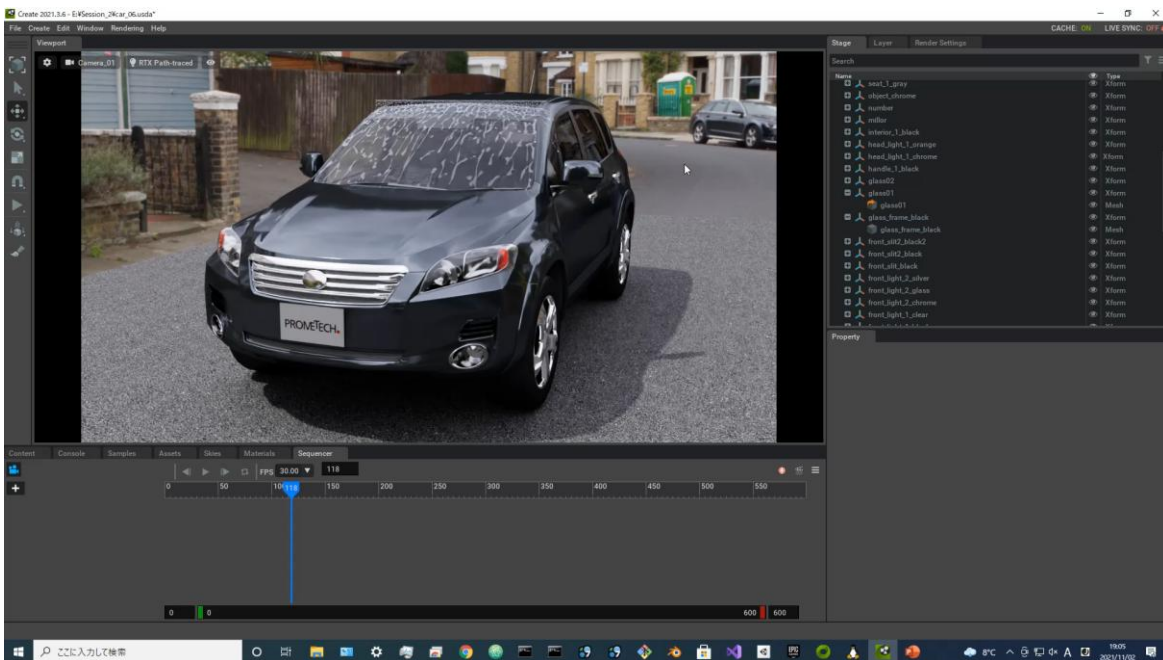 Create 2021.3.6 - E:¥Session_2¥car_06.usda*
File Create Edit Window Rendering Help
CACHE: ON LIVE SYNC: OFF
Viewport
Stage Layer Render Settings
Camera_01 RTX Path-traced
Search
Name Type
seat_1_gray Xform
object_chrome Xform
number Xform
millor Xform
interior_1_black Xform
head_light_1_orange Xform
head_light_1_chrome Xform
handle_1_black Xform
glass02 Xform
glass01 Xform
glass01 Mesh
glass_frame_black Xform
glass_frame_black Mesh
front_slit2_black2 Xform
front_slit2_black Xform
front_slit_black Xform
front_light_2_silver Xform
front_light_2_glass Xform
front_light_2_chrome Xform
front_light_1_clear Xform
PROMETECH.
Property
Content Console Samples Assets Skies Materials Sequencer
FPS 30.00 118
0 50 118 150 200 250 300 350 400 450 500 550
0 0 600 600
ここに入力して検索
8°C A 19:05
2021/11/02